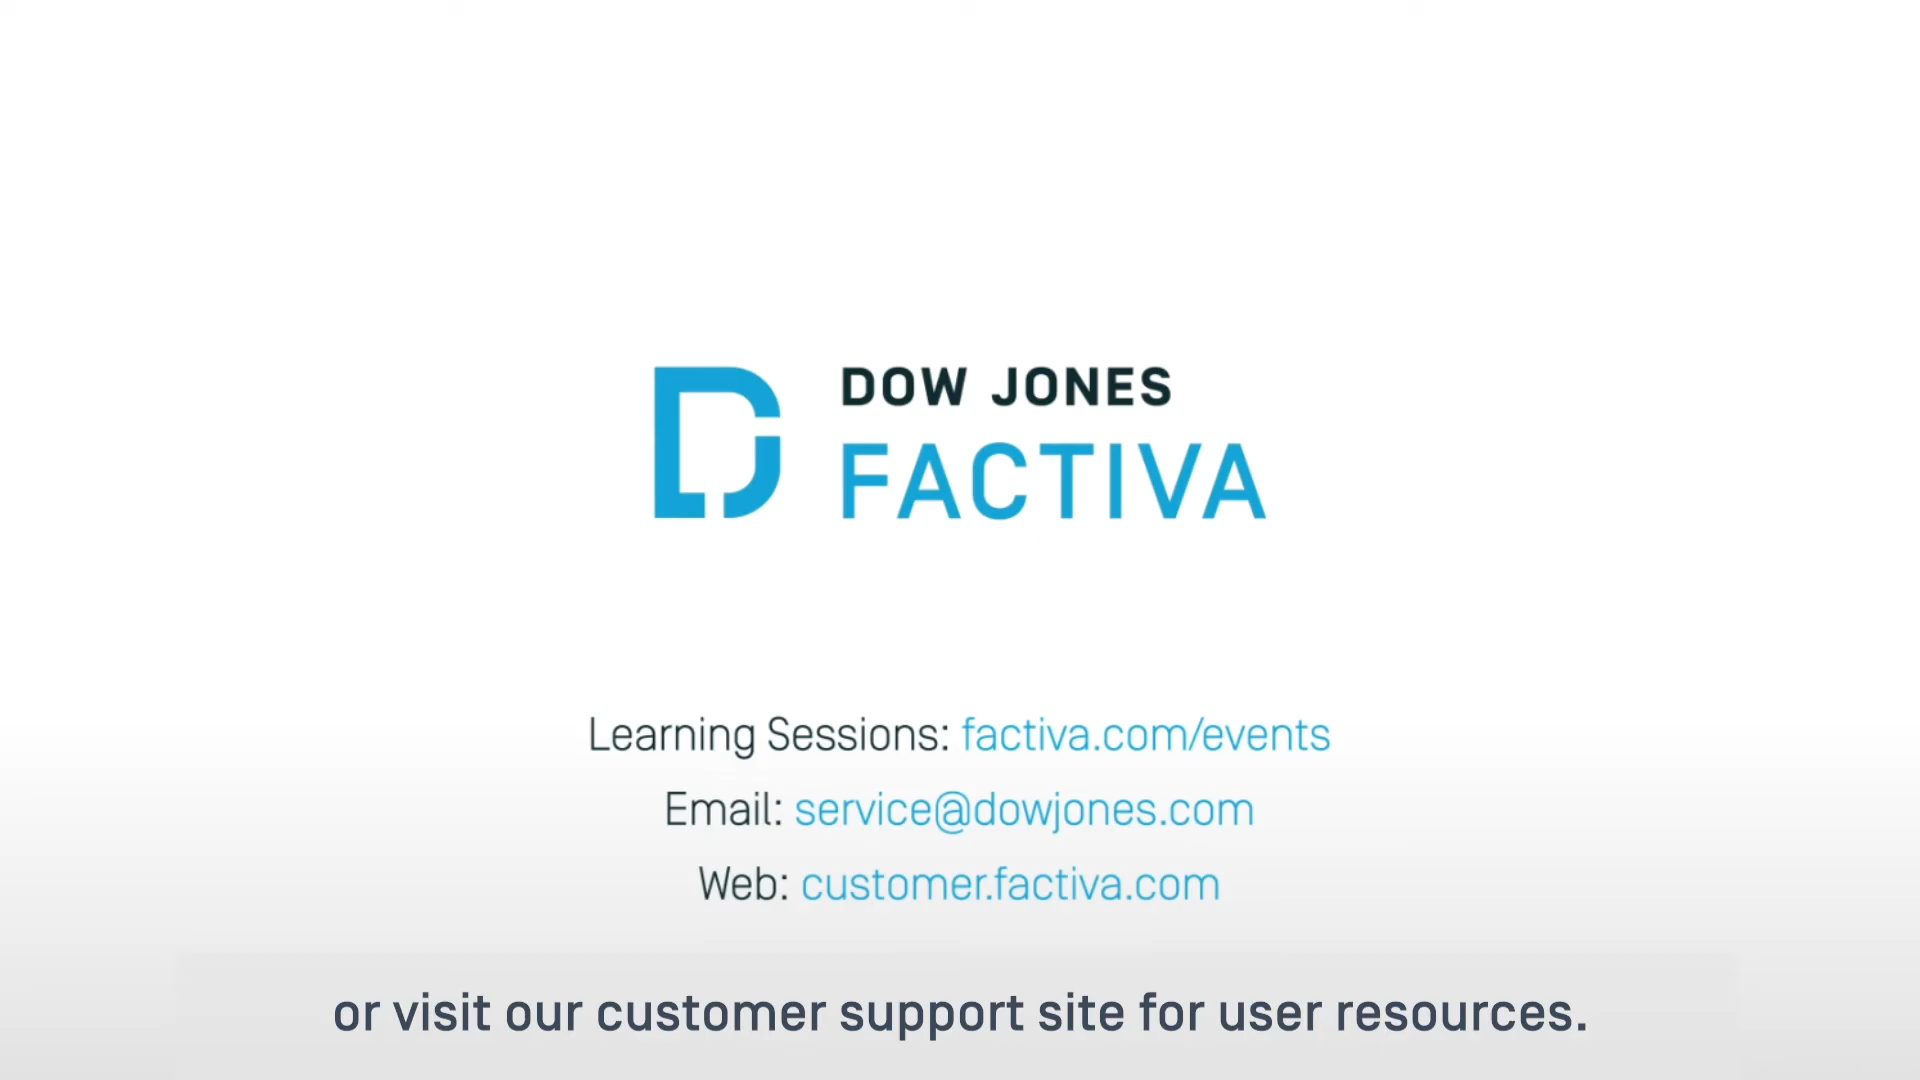 DOW JONES
FACTIVA
Learning Sessions: factiva.com/events
Email: service@dowjones.com
Web: customer.factiva.com
or visit our customer support site for user resources.